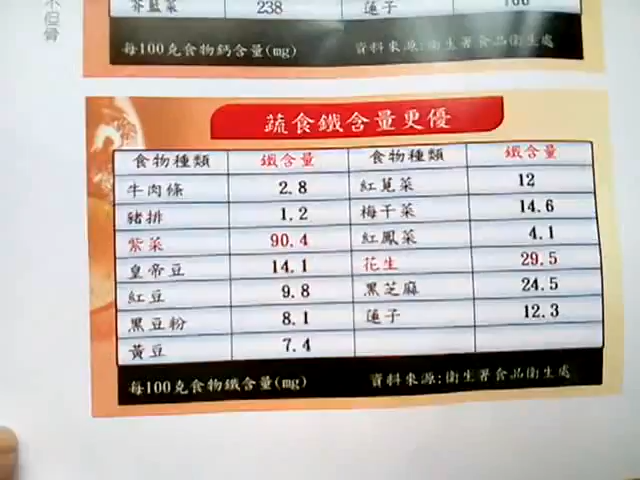 不但骨
芥藍菜 238 蓮子
每100克食物鈣含量(mg) 資料來源:衛生署食品衛生處
蔬食鐵含量更優
食物種類 鐵含量 食物種類 鐵含量
牛肉條 2.8 紅莧菜 12
豬排 1.2 梅干菜 14.6
紫菜 90.4 紅鳳菜 4.1
皇帝豆 14.1 花生 29.5
紅豆 9.8 黑芝麻 24.5
黑豆粉 8.1 蓮子 12.3
黃豆 7.4
每100克食物鐵含量(mg) 資料來源:衛生署食品衛生處